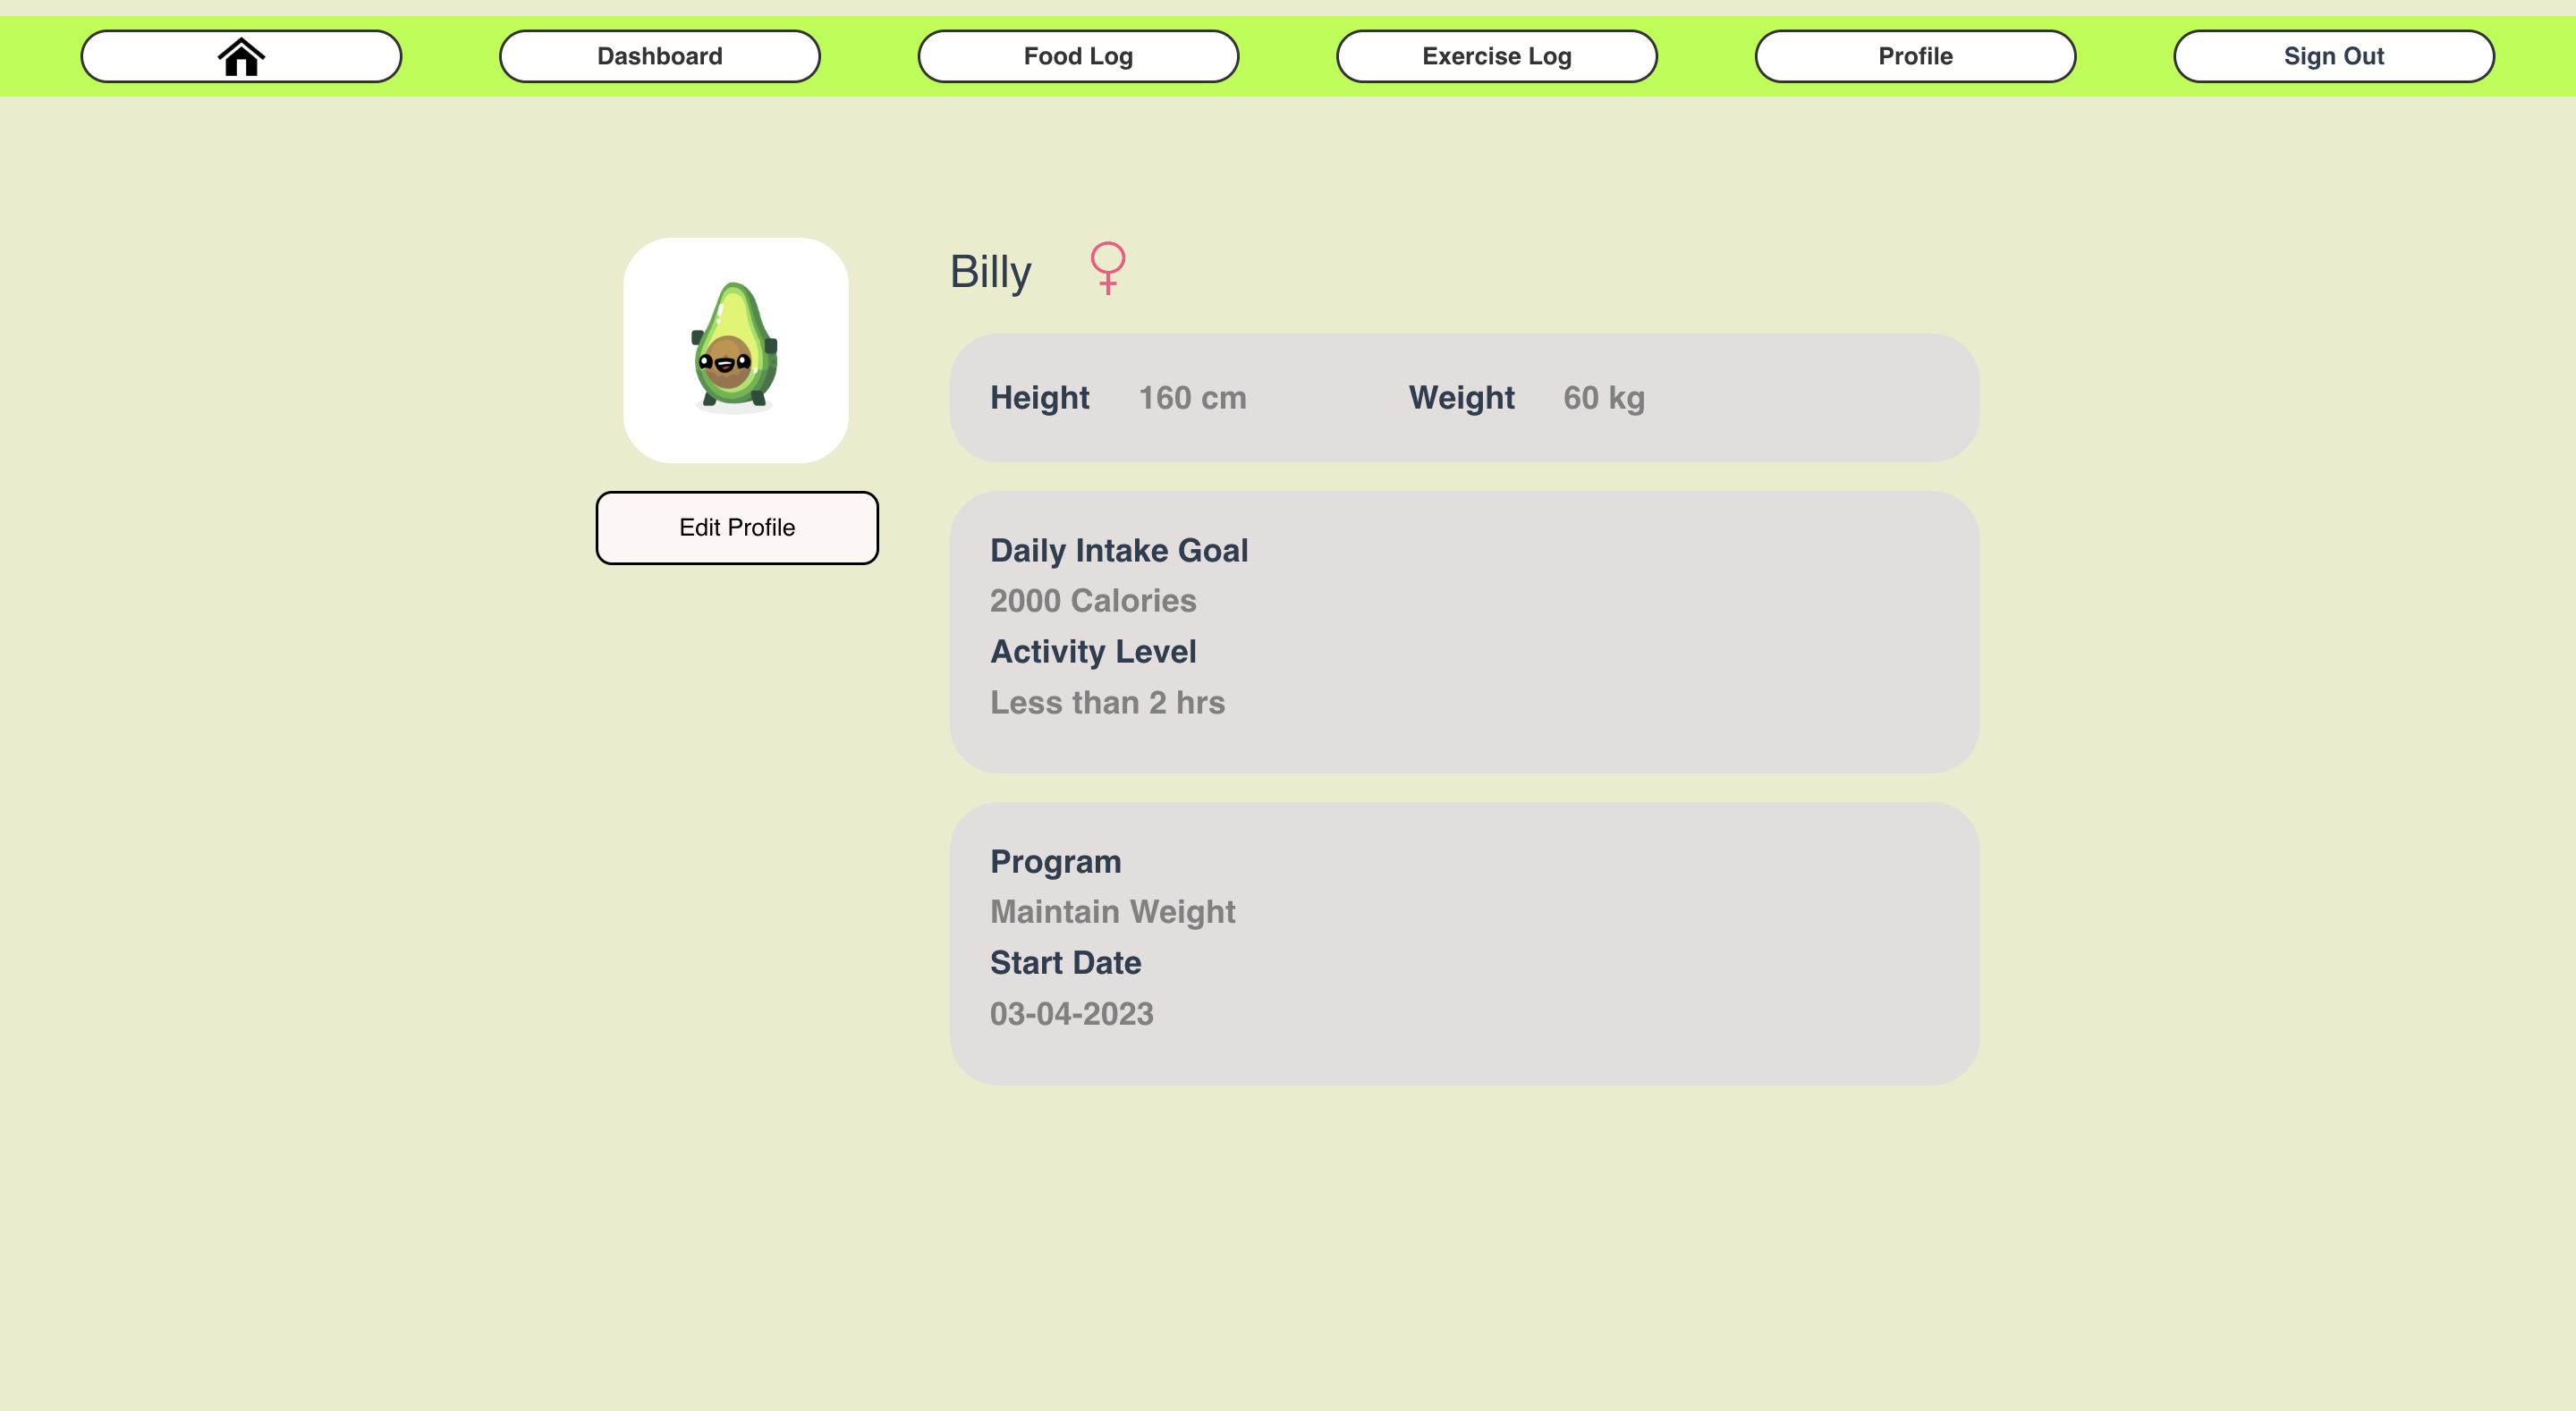 Dashboard
Food Log
Exercise Log
Profile
Sign Out
Billy
Height 160 cm Weight 60 kg
Edit Profile
Daily Intake Goal
2000 Calories
Activity Level
Less than 2 hrs
Program
Maintain Weight
Start Date
03-04-2023